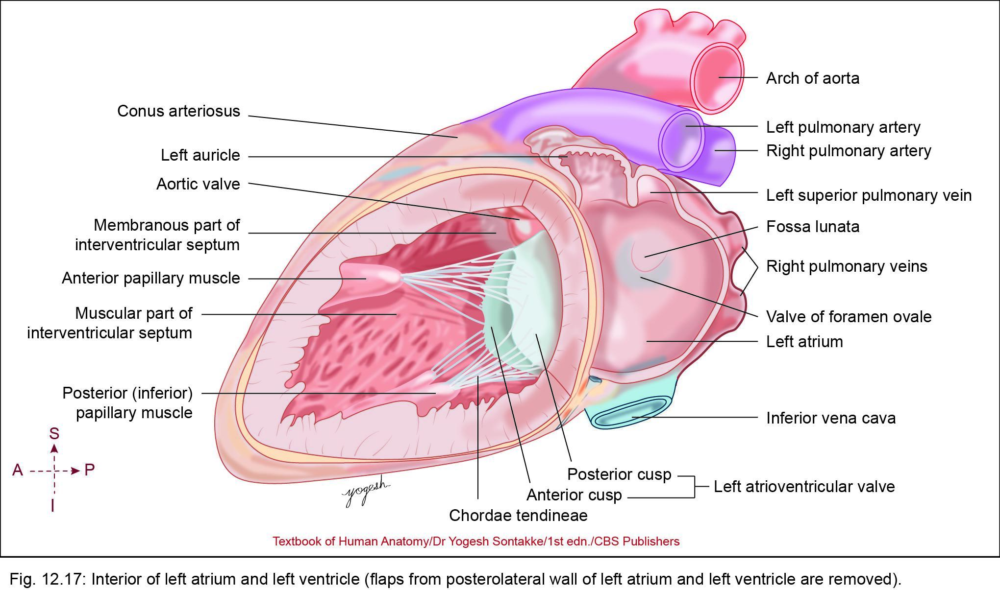 Arch of aorta
Conus arteriosus
Left pulmonary artery
Left auricle
Right pulmonary artery
Aortic valve
Left superior pulmonary vein
Membranous part of
interventricular septum
Fossa lunata
Right pulmonary veins
Anterior papillary muscle
Muscular part of
interventricular septum
Valve of foramen ovale
Left atrium
Posterior (inferior)
papillary muscle
Inferior vena cava
S
A
P
I
Posterior cusp
Anterior cusp
Left atrioventricular valve
Chordae tendineae
yogesh
Textbook of Human Anatomy/Dr Yogesh Sontakke/1st edn./CBS Publishers
Fig. 12.17: Interior of left atrium and left ventricle (flaps from posterolateral wall of left atrium and left ventricle are removed).